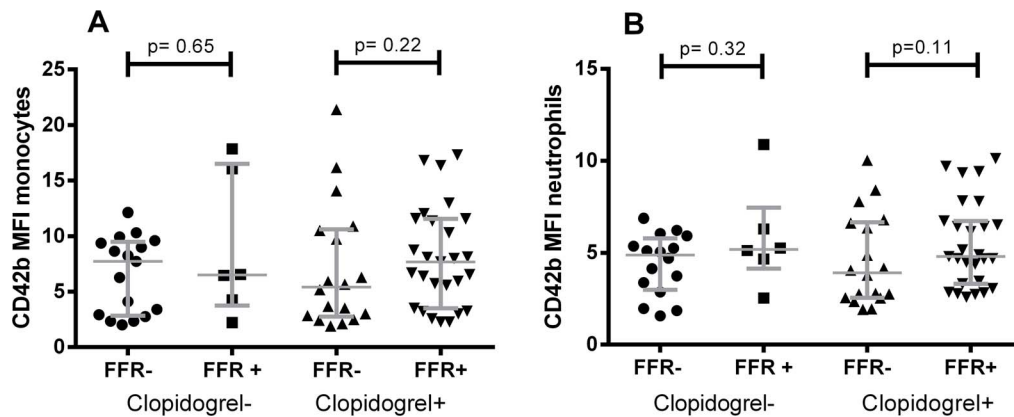 A
p= 0.65
p= 0.22
CD42b MFI monocytes
25
20
15
10
5
0
FFR-
FFR +
FFR-
FFR+
Clopidogrel-
Clopidogrel+
B
p= 0.32
p=0.11
CD42b MFI neutrophils
15
10
5
0
FFR-
FFR +
FFR-
FFR+
Clopidogrel-
Clopidogrel+